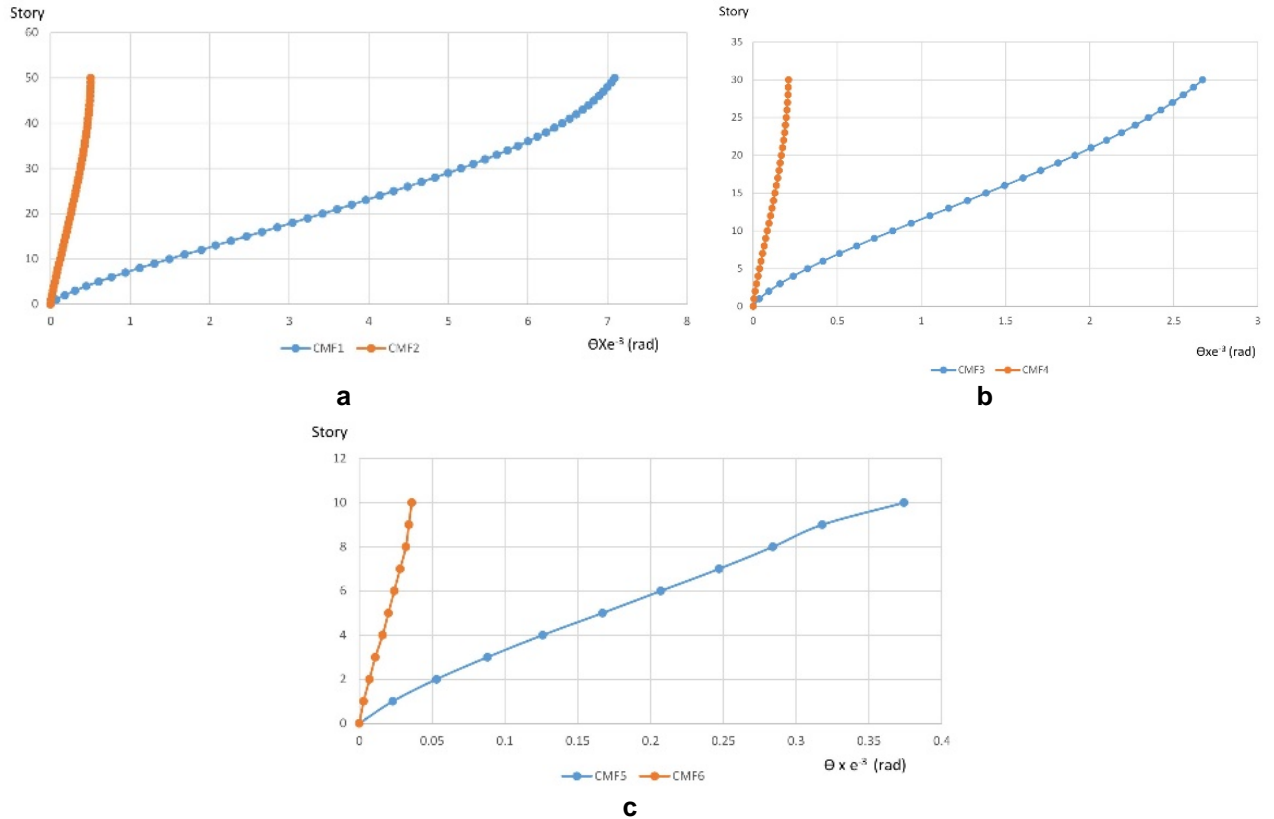 Story
60
50
40
30
20
10
0
0 1 2 3 4 5 6 7 8
ΘXe⁻³ (rad)
CMF1 CMF2
a
Story
35
30
25
20
15
10
5
0
0 0.5 1 1.5 2 2.5 3
Θxe⁻³ (rad)
CMF3 CMF4
b
Story
12
10
8
6
4
2
0
0 0.05 0.1 0.15 0.2 0.25 0.3 0.35 0.4
Θ x e⁻³ (rad)
CMF5 CMF6
c